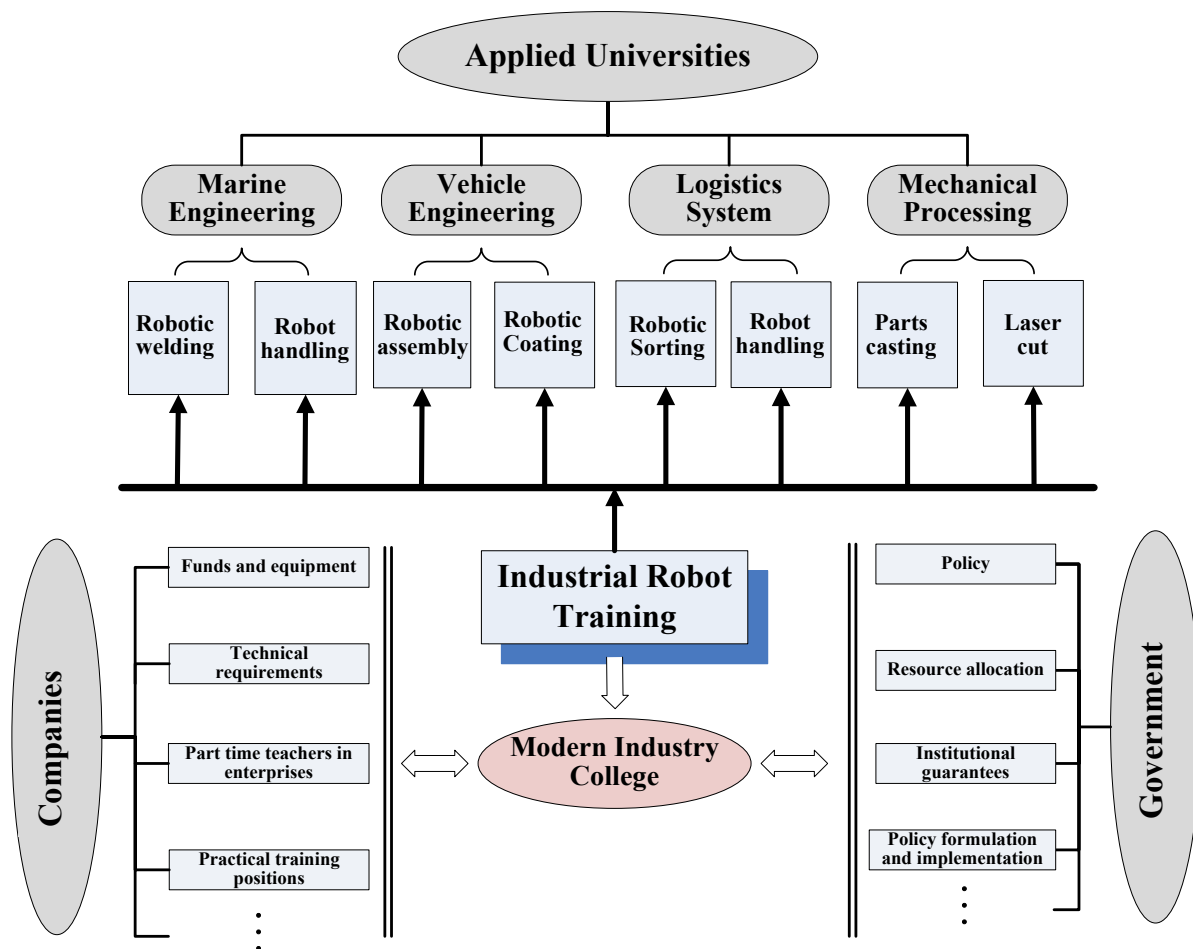 Applied Universities
Marine
Engineering
Vehicle
Engineering
Logistics
System
Mechanical
Processing
Robotic
welding
Robot
handling
Robotic
assembly
Robotic
Coating
Robotic
Sorting
Robot
handling
Parts
casting
Laser
cut
Companies
Funds and equipment
Technical
requirements
Part time teachers in
enterprises
Practical training
positions
Industrial Robot
Training
Modern Industry
College
Policy
Resource allocation
Institutional
guarantees
Policy formulation
and implementation
Government